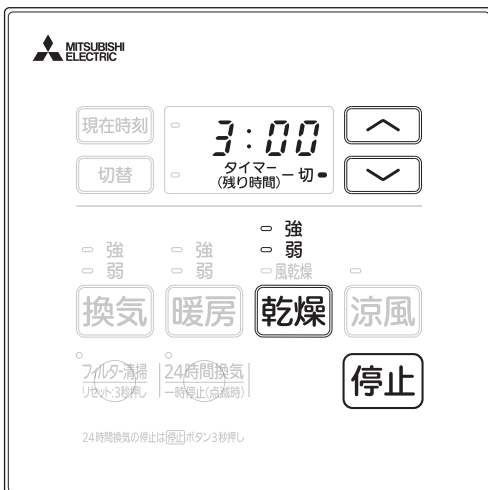 MITSUBISHI
ELECTRIC
現在時刻
3:00
切替
タイマー
(残り時間)
切
強
弱
強
弱
強
弱
風乾燥
換気
暖房
乾燥
涼風
フィルター清掃
リセット:3秒押し
24時間換気
一時停止(点滅時)
停止
24時間換気の停止は停止ボタン3秒押し